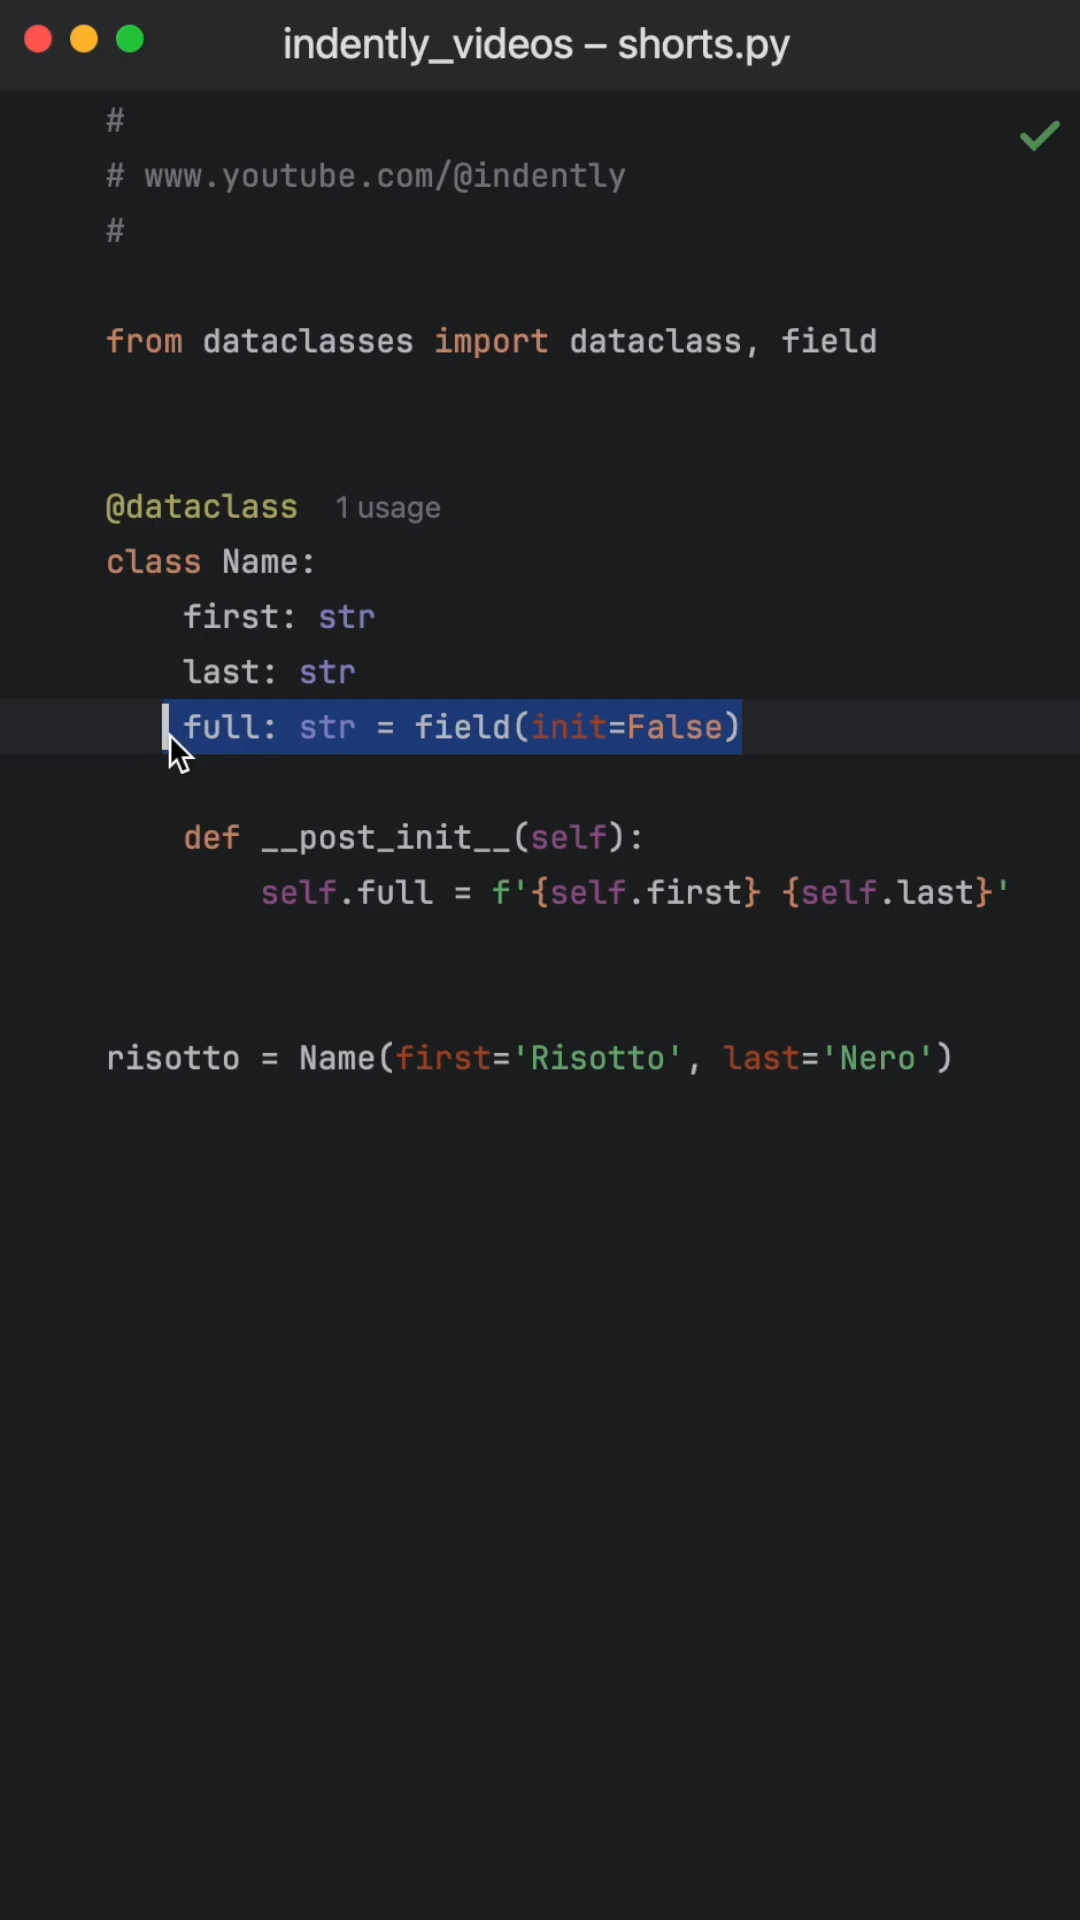 indently_videos – shorts.py
#
# www.youtube.com/@indently
#
from dataclasses import dataclass, field
@dataclass 1 usage
class Name:
first: str
last: str
full: str = field(init=False)
def __post_init__(self):
self.full = f'{self.first} {self.last}'
risotto = Name(first='Risotto', last='Nero')